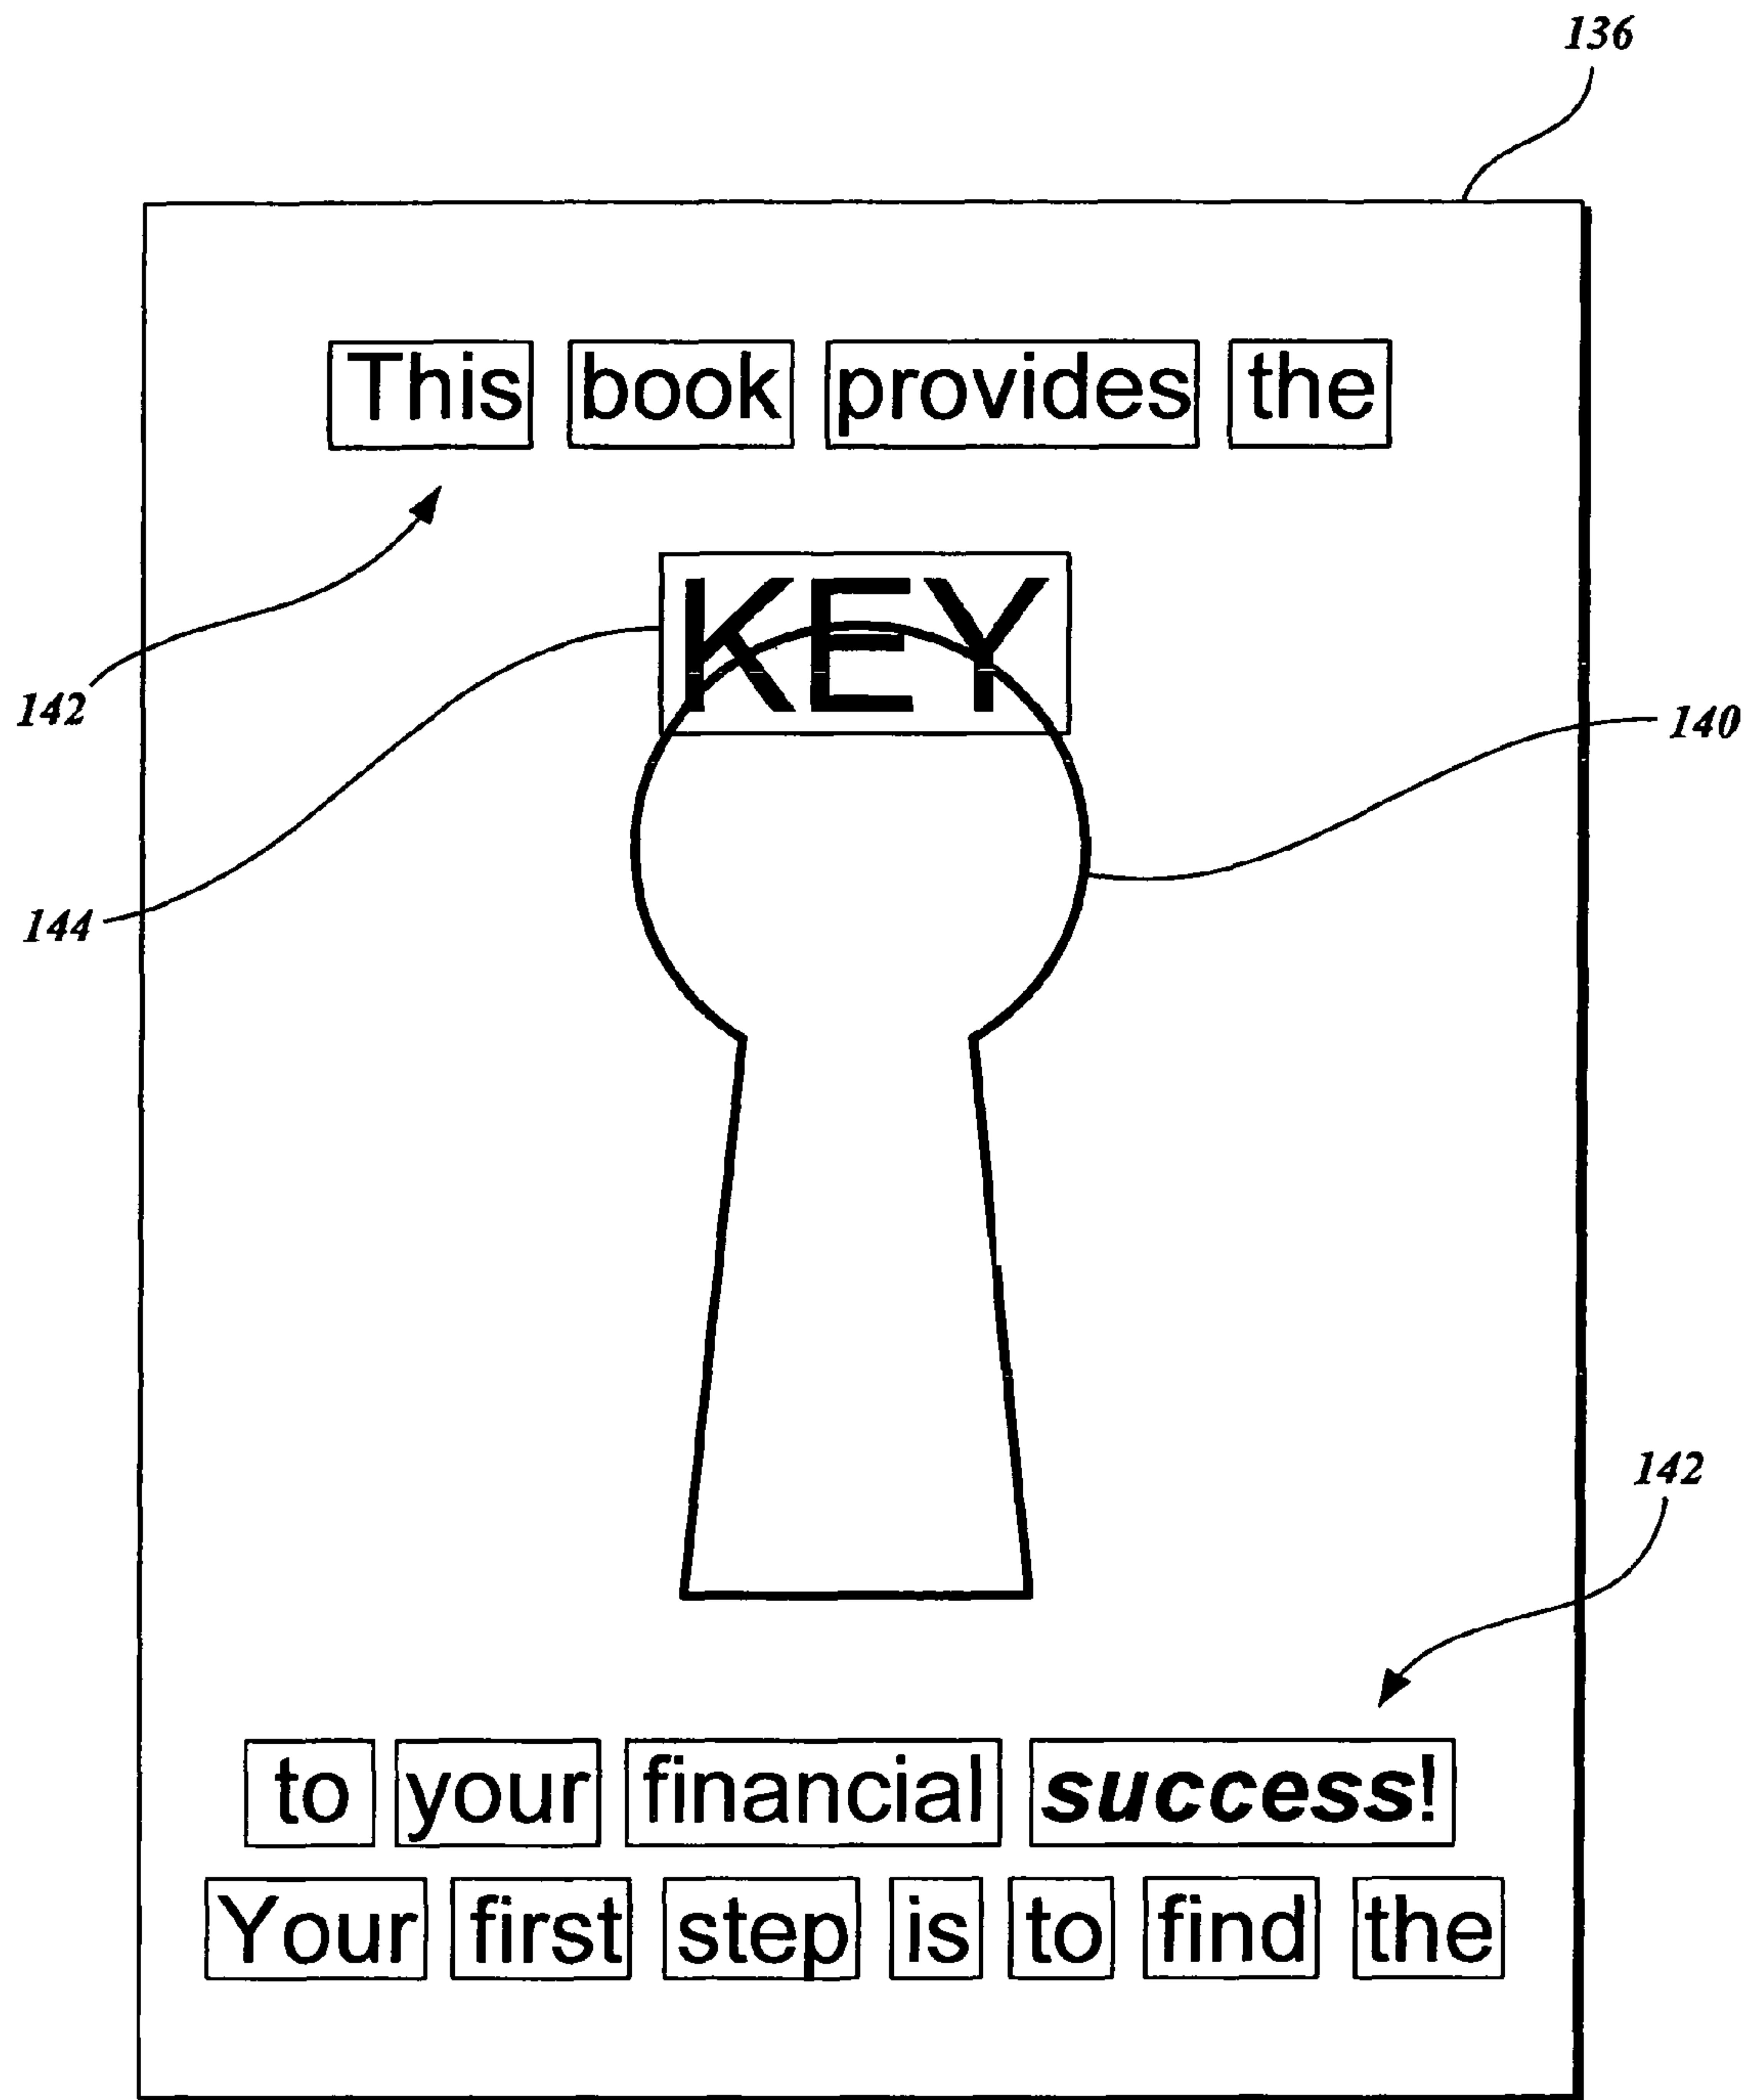 136
This book provides the
KEY
142
140
144
142
to your financial success!
Your first step is to find the